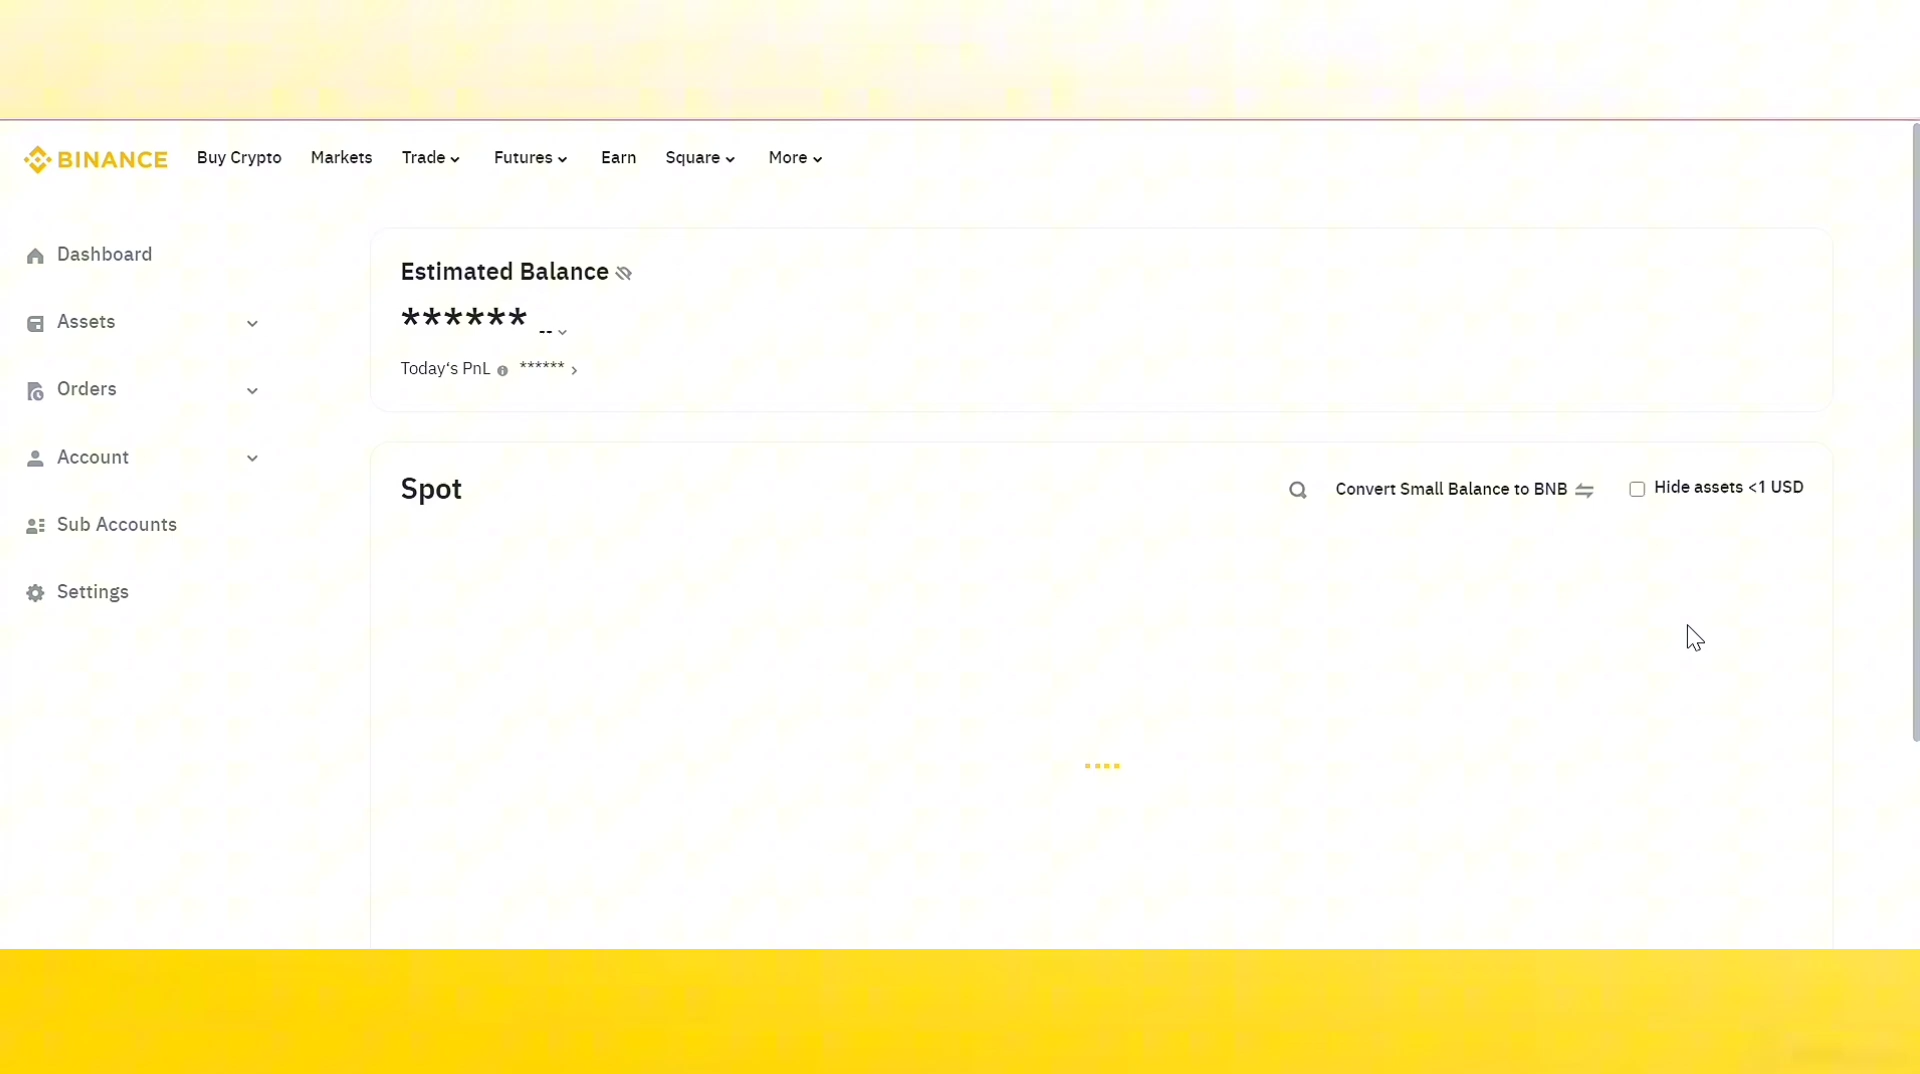 BINANCE Buy Crypto Markets Trade Futures Earn Square More
Dashboard
Assets
Orders
Account
Sub Accounts
Settings
Estimated Balance
****** --
Today's PnL ******
Spot
Convert Small Balance to BNB
Hide assets <1 USD